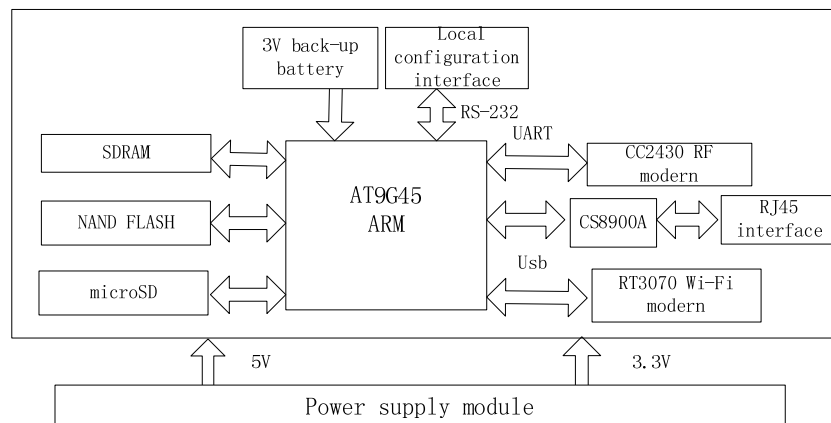 3V back-up
battery
Local
configuration
interface
RS-232
UART
SDRAM
AT9G45
ARM
CC2430 RF
modern
NAND FLASH
CS8900A
RJ45
interface
Usb
microSD
RT3070 Wi-Fi
modern
5V
3.3V
Power supply module